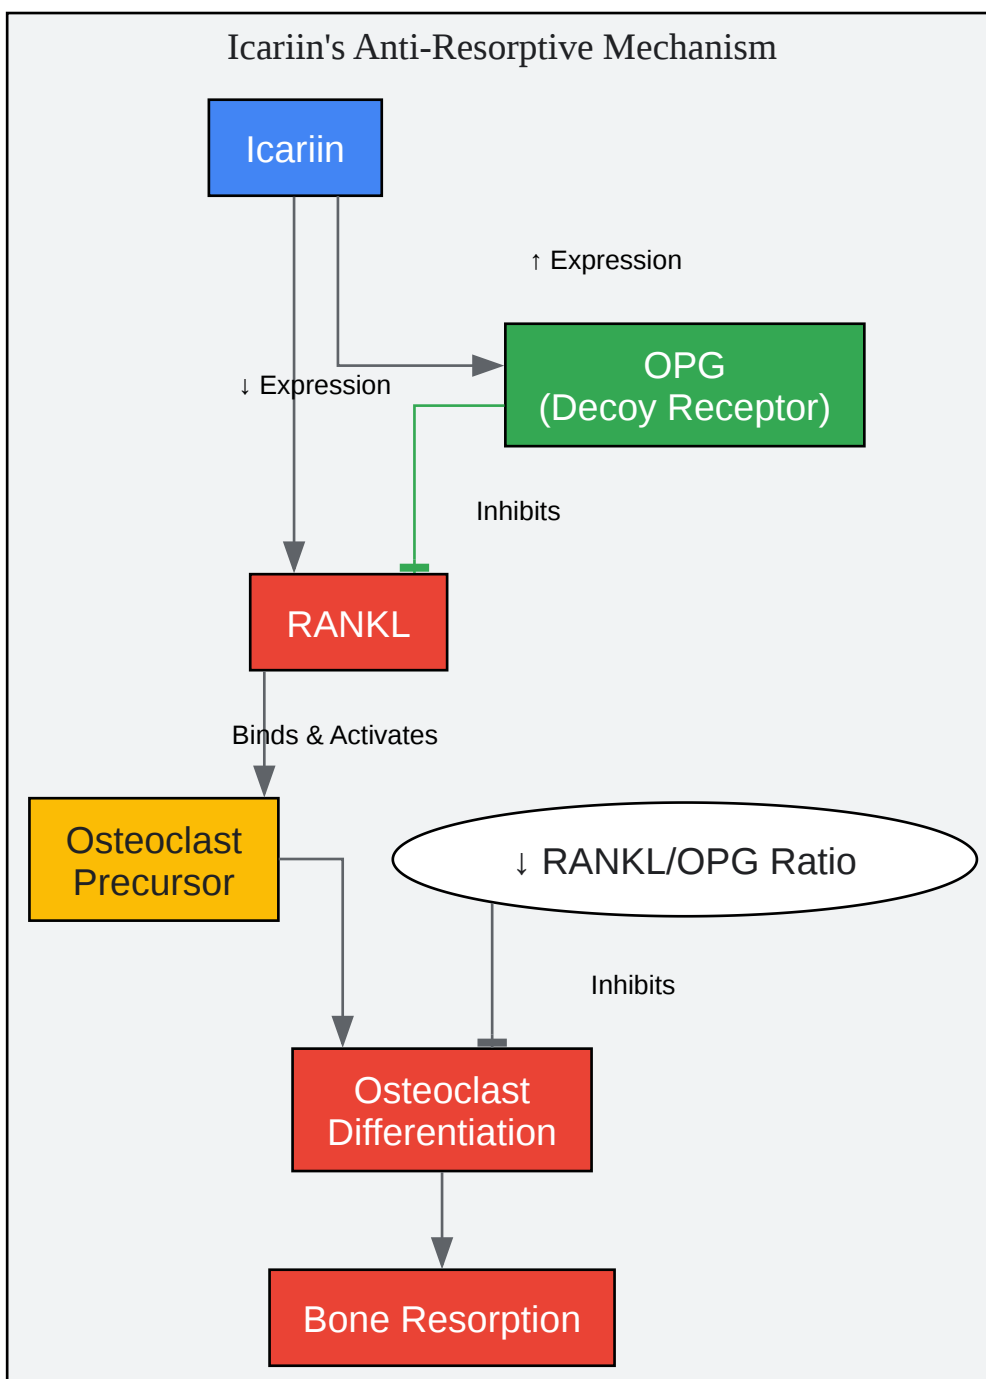 Icariin's Anti-Resorptive Mechanism
Icariin
↑ Expression
OPG
(Decoy Receptor)
↓ Expression
Inhibits
RANKL
Binds & Activates
Osteoclast
Precursor
↓ RANKL/OPG Ratio
Inhibits
Osteoclast
Differentiation
Bone Resorption